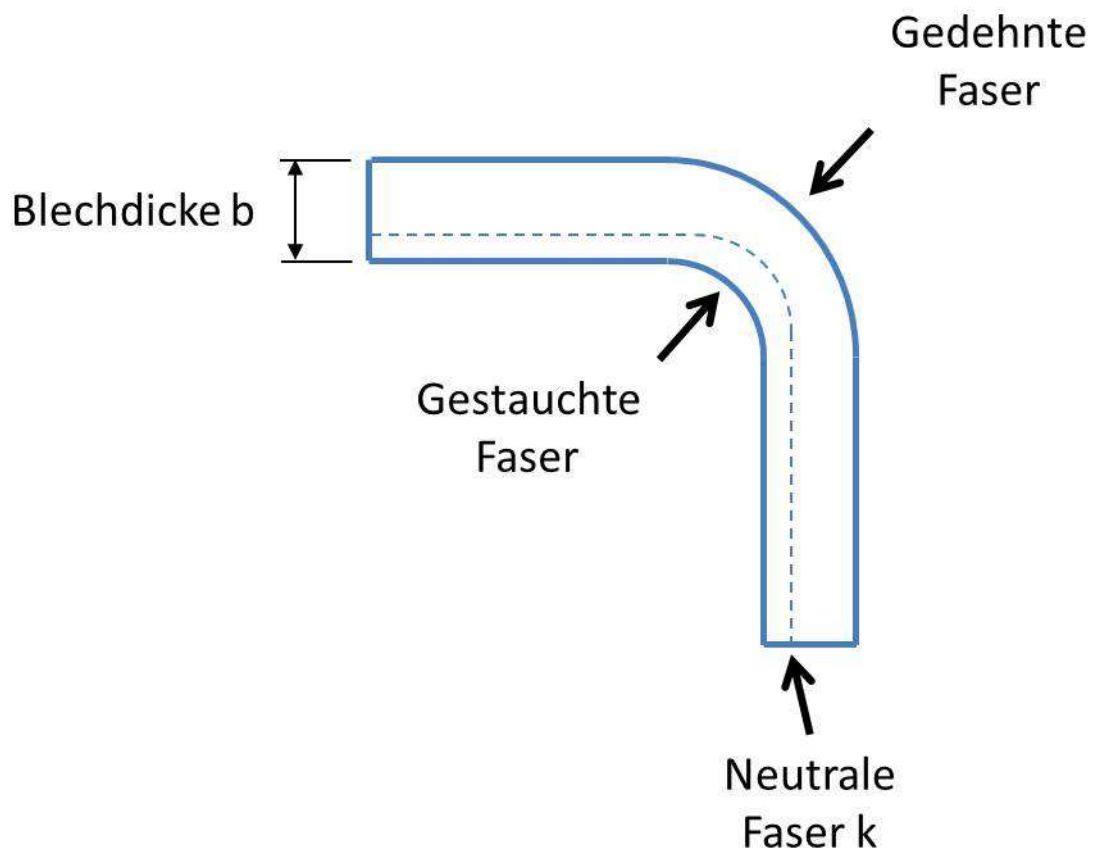 Gedehnte
Faser
Blechdicke b
Gestauchte
Faser
Neutrale
Faser k